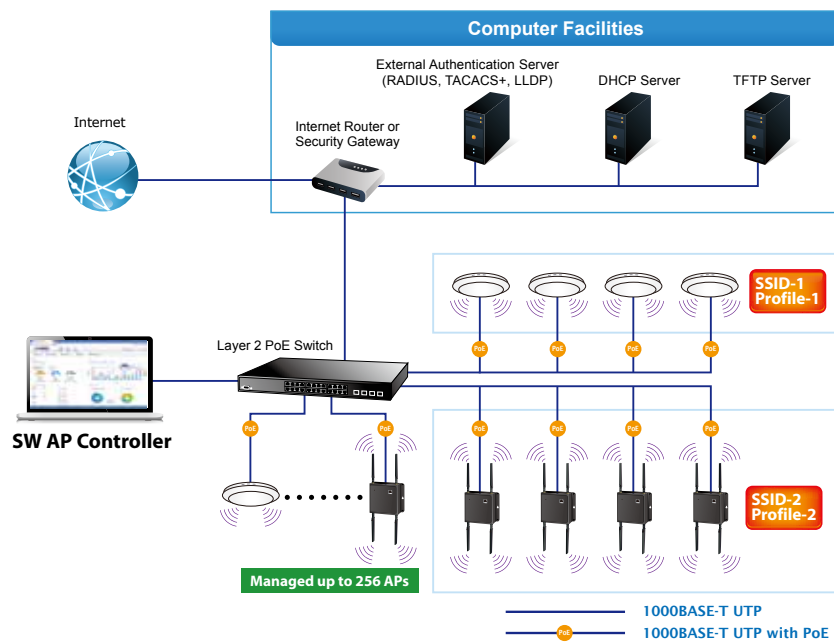 Computer Facilities
External Authentication Server
(RADIUS, TACACS+, LLDP)
DHCP Server
TFTP Server
Internet
Internet Router or
Security Gateway
SSID-1
Profile-1
PoE
PoE
PoE
PoE
Layer 2 PoE Switch
SW AP Controller
PoE
PoE
PoE
PoE
PoE
PoE
SSID-2
Profile-2
Managed up to 256 APs
1000BASE-T UTP
PoE
1000BASE-T UTP with PoE